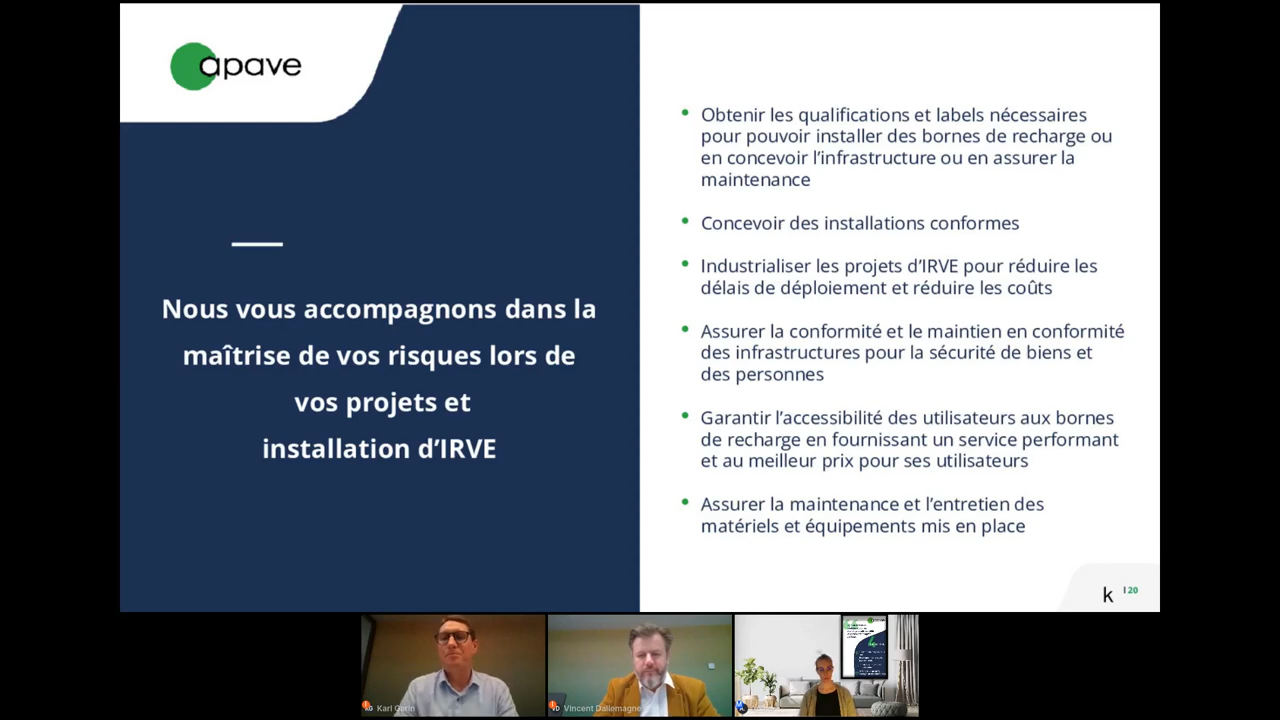 apave
Nous vous accompagnons dans la
maîtrise de vos risques lors de
vos projets et
installation d'IRVE
• Obtenir les qualifications et labels nécessaires
pour pouvoir installer des bornes de recharge ou
en concevoir l'infrastructure ou en assurer la
maintenance
• Concevoir des installations conformes
• Industrialiser les projets d'IRVE pour réduire les
délais de déploiement et réduire les coûts
• Assurer la conformité et le maintien en conformité
des infrastructures pour la sécurité de biens et
des personnes
• Garantir l'accessibilité des utilisateurs aux bornes
de recharge en fournissant un service performant
et au meilleur prix pour ses utilisateurs
• Assurer la maintenance et l'entretien des
matériels et équipements mis en place
k I 20
KG Karl Gorin
VD Vincent Dallemagne